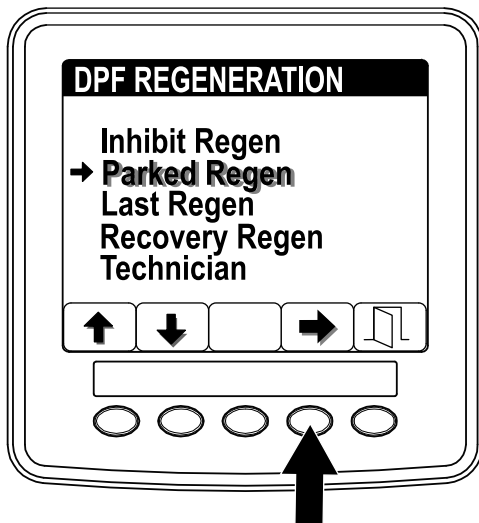 DPF REGENERATION
Inhibit Regen
Parked Regen
Last Regen
Recovery Regen
Technician